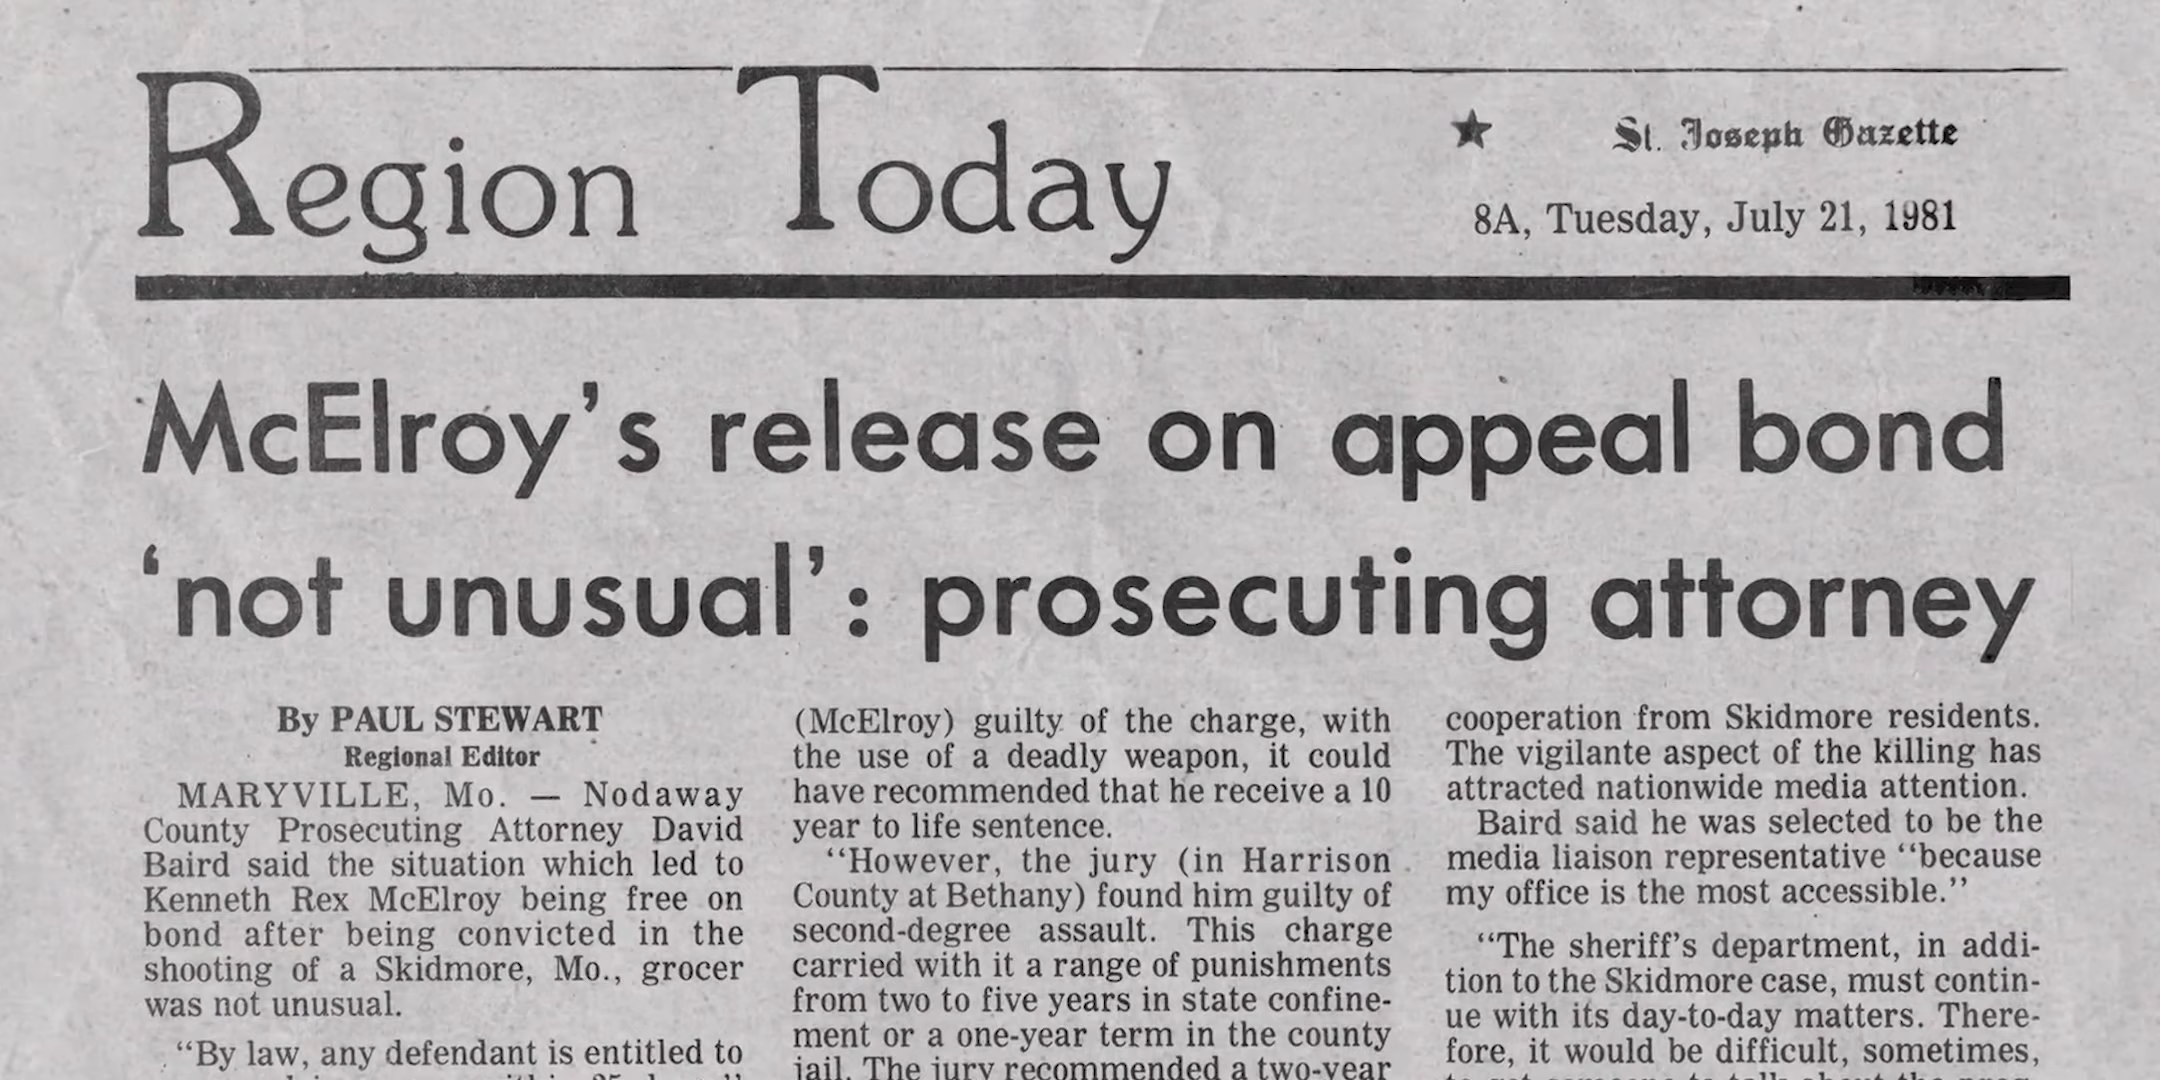 Region Today
★ St. Joseph Gazette
8A, Tuesday, July 21, 1981
McElroy's release on appeal bond
'not unusual': prosecuting attorney
By PAUL STEWART
Regional Editor
MARYVILLE, Mo. — Nodaway
County Prosecuting Attorney David
Baird said the situation which led to
Kenneth Rex McElroy being free on
bond after being convicted in the
shooting of a Skidmore, Mo., grocer
was not unusual.
"By law, any defendant is entitled to
(McElroy) guilty of the charge, with
the use of a deadly weapon, it could
have recommended that he receive a 10
year to life sentence.
"However, the jury (in Harrison
County at Bethany) found him guilty of
second-degree assault. This charge
carried with it a range of punishments
from two to five years in state confine-
ment or a one-year term in the county
jail. The jury recommended a two-year
cooperation from Skidmore residents.
The vigilante aspect of the killing has
attracted nationwide media attention.
Baird said he was selected to be the
media liaison representative "because
my office is the most accessible."
"The sheriff's department, in addi-
tion to the Skidmore case, must contin-
ue with its day-to-day matters. There-
fore, it would be difficult, sometimes,